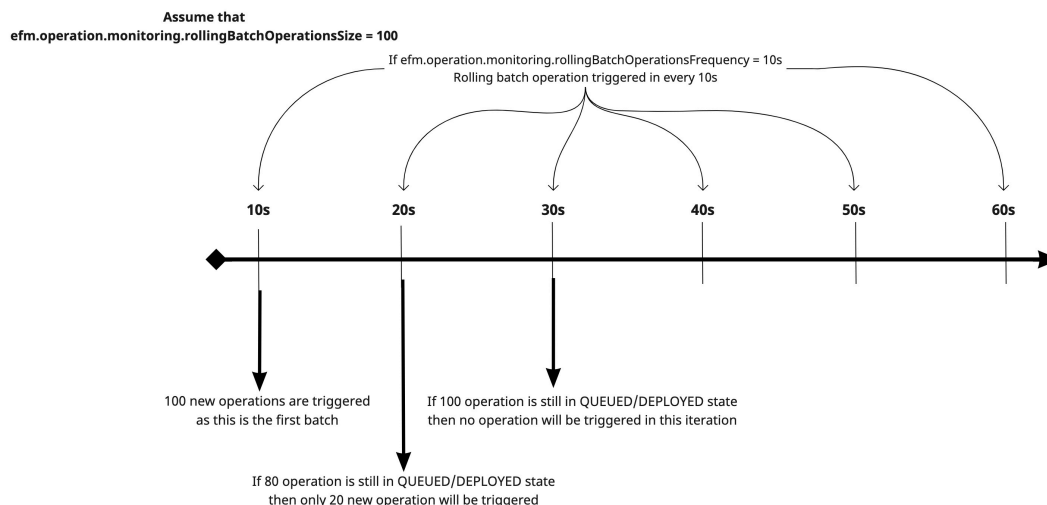 Assume that
efm.operation.monitoring.rollingBatchOperationsSize = 100
If efm.operation.monitoring.rollingBatchOperationsFrequency = 10s
Rolling batch operation triggered in every 10s
10s
20s
30s
40s
50s
60s
100 new operations are triggered
as this is the first batch
If 100 operation is still in QUEUED/DEPLOYED state
then no operation will be triggered in this iteration
If 80 operation is still in QUEUED/DEPLOYED state
then only 20 new operation will be triggered